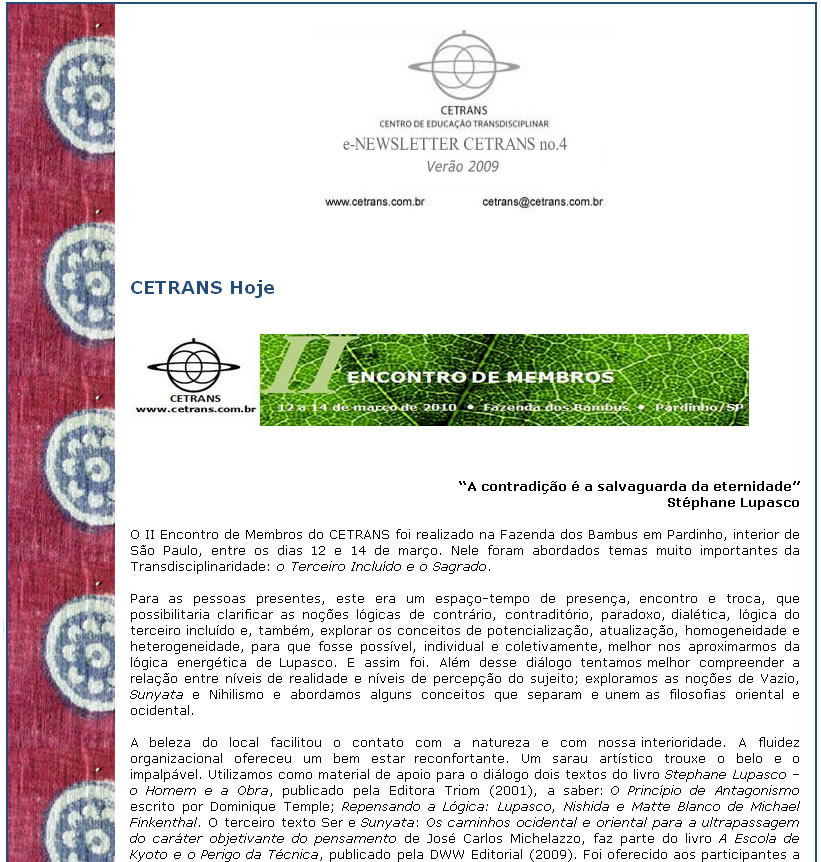 CETRANS
CENTRO DE EDUCAÇÃO TRANSDISCIPLINAR
e-NEWSLETTER CETRANS no.4
Verão 2009
www.cetrans.com.br cetrans@cetrans.com.br
CETRANS Hoje
CETRANS
www.cetrans.com.br
II ENCONTRO DE MEMBROS
12 a 14 de março de 2010 • Fazenda dos Bambus • Pardinho/SP
“A contradição é a salvaguarda da eternidade”
Stéphane Lupasco
O II Encontro de Membros do CETRANS foi realizado na Fazenda dos Bambus em Pardinho, interior de
São Paulo, entre os dias 12 e 14 de março. Nele foram abordados temas muito importantes da
Transdisciplinaridade: o Terceiro Incluído e o Sagrado.
Para as pessoas presentes, este era um espaço-tempo de presença, encontro e troca, que
possibilitaria clarificar as noções lógicas de contrário, contraditório, paradoxo, dialética, lógica do
terceiro incluído e, também, explorar os conceitos de potencialização, atualização, homogeneidade e
heterogeneidade, para que fosse possível, individual e coletivamente, melhor nos aproximarmos da
lógica energética de Lupasco. E assim foi. Além desse diálogo tentamos melhor compreender a
relação entre níveis de realidade e níveis de percepção do sujeito; exploramos as noções de Vazio,
Sunyata e Nihilismo e abordamos alguns conceitos que separam e unem as filosofias oriental e
ocidental.
A beleza do local facilitou o contato com a natureza e com nossa interioridade. A fluidez
organizacional ofereceu um bem estar reconfortante. Um sarau artístico trouxe o belo e o
impalpável. Utilizamos como material de apoio para o diálogo dois textos do livro Stephane Lupasco –
o Homem e a Obra, publicado pela Editora Triom (2001), a saber: O Princípio de Antagonismo
escrito por Dominique Temple; Repensando a Lógica: Lupasco, Nishida e Matte Blanco de Michael
Finkenthal. O terceiro texto Ser e Sunyata: Os caminhos ocidental e oriental para a ultrapassagem
do caráter objetivante do pensamento de José Carlos Michelazzo, faz parte do livro A Escola de
Kyoto e o Perigo da Técnica, publicado pela DWW Editorial (2009). Foi oferecido aos participantes a